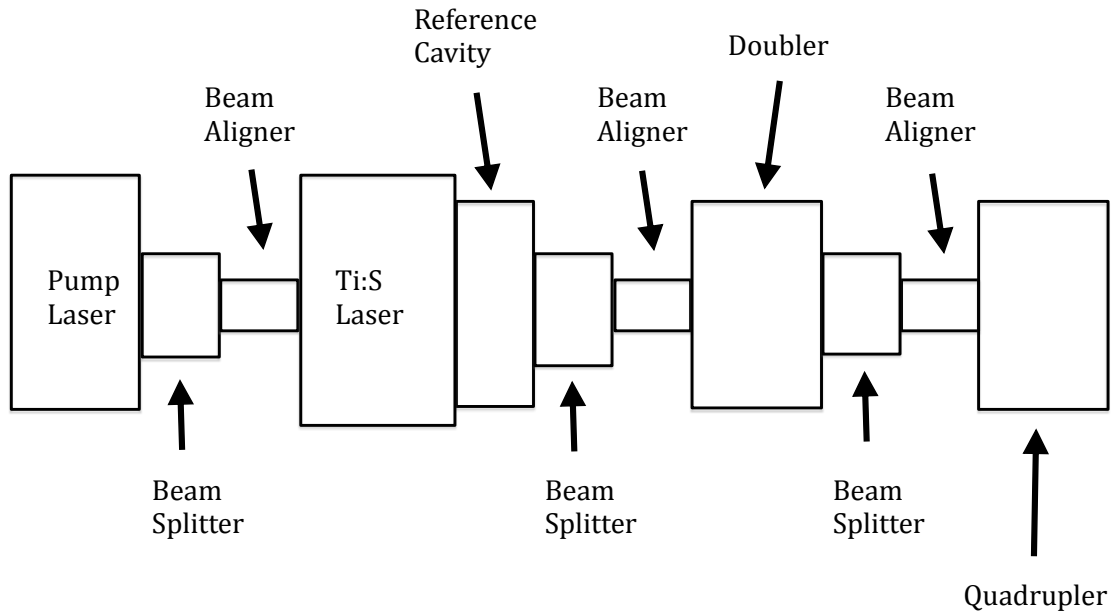 Reference
Cavity
Doubler
Beam
Aligner
Beam
Aligner
Beam
Aligner
Pump
Laser
Ti:S
Laser
Beam
Splitter
Beam
Splitter
Beam
Splitter
Quadrupler